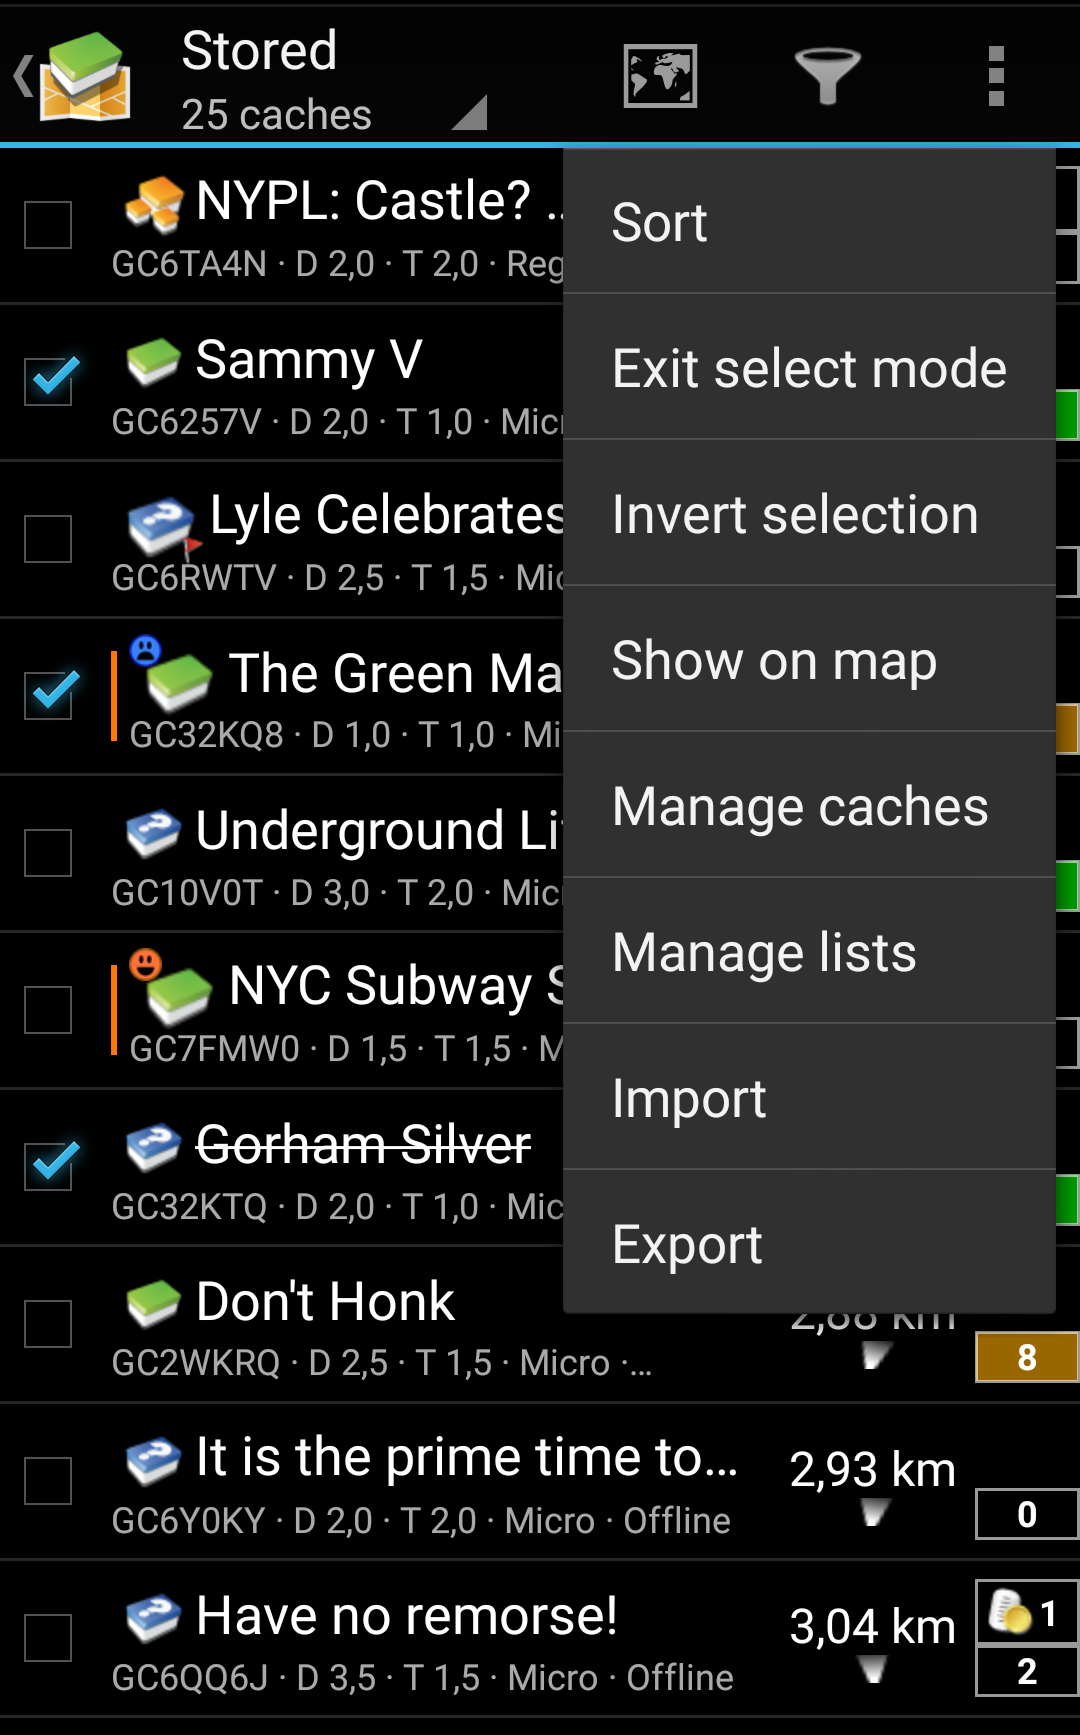 Stored
25 caches
NYPL: Castle? ..
GC6TA4N · D 2,0 · T 2,0 · Reg
Sammy V
GC6257V · D 2,0 · T 1,0 · Micr
Lyle Celebrates
GC6RWTV · D 2,5 · T 1,5 · Mic
The Green Ma
GC32KQ8 · D 1,0 · T 1,0 · Mi
Underground Li
GC10V0T · D 3,0 · T 2,0 · Micr
NYC Subway S
GC7FMW0 · D 1,5 · T 1,5 · M
Gorham Silver
GC32KTQ · D 2,0 · T 1,0 · Mic
Sort
Exit select mode
Invert selection
Show on map
Manage caches
Manage lists
Import
Export
Don't Honk
GC2WKRQ · D 2,5 · T 1,5 · Micro ·...
2,88 km
8
It is the prime time to...
GC6Y0KY · D 2,0 · T 2,0 · Micro · Offline
2,93 km
0
Have no remorse!
GC6QQ6J · D 3,5 · T 1,5 · Micro · Offline
3,04 km
1
2